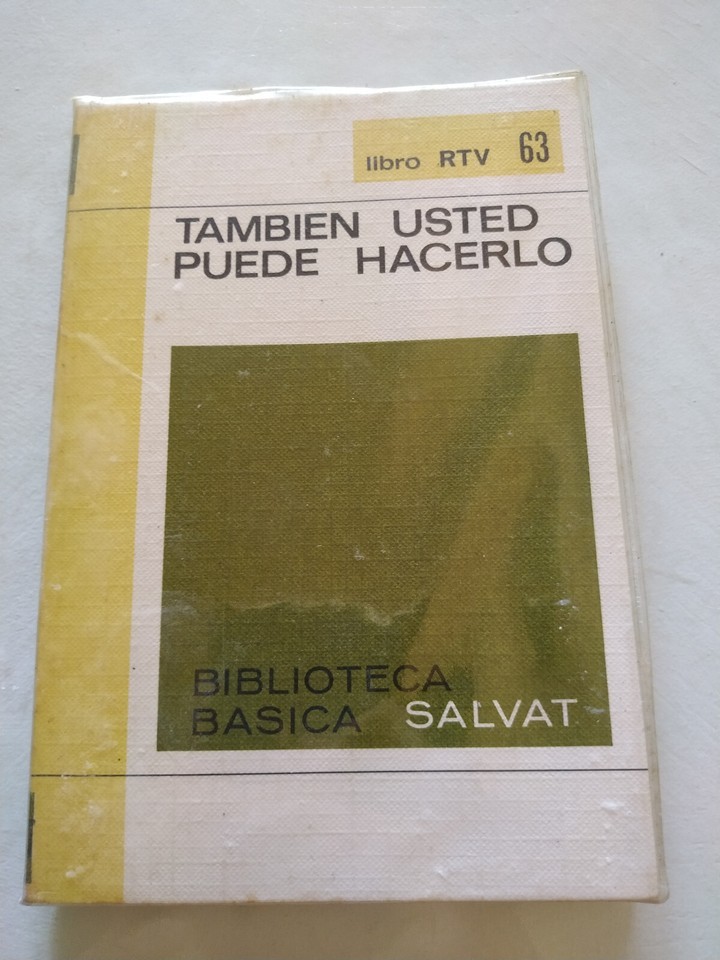 libro RTV 63
TAMBIEN USTED
PUEDE HACERLO
BIBLIOTECA
BASICA SALVAT